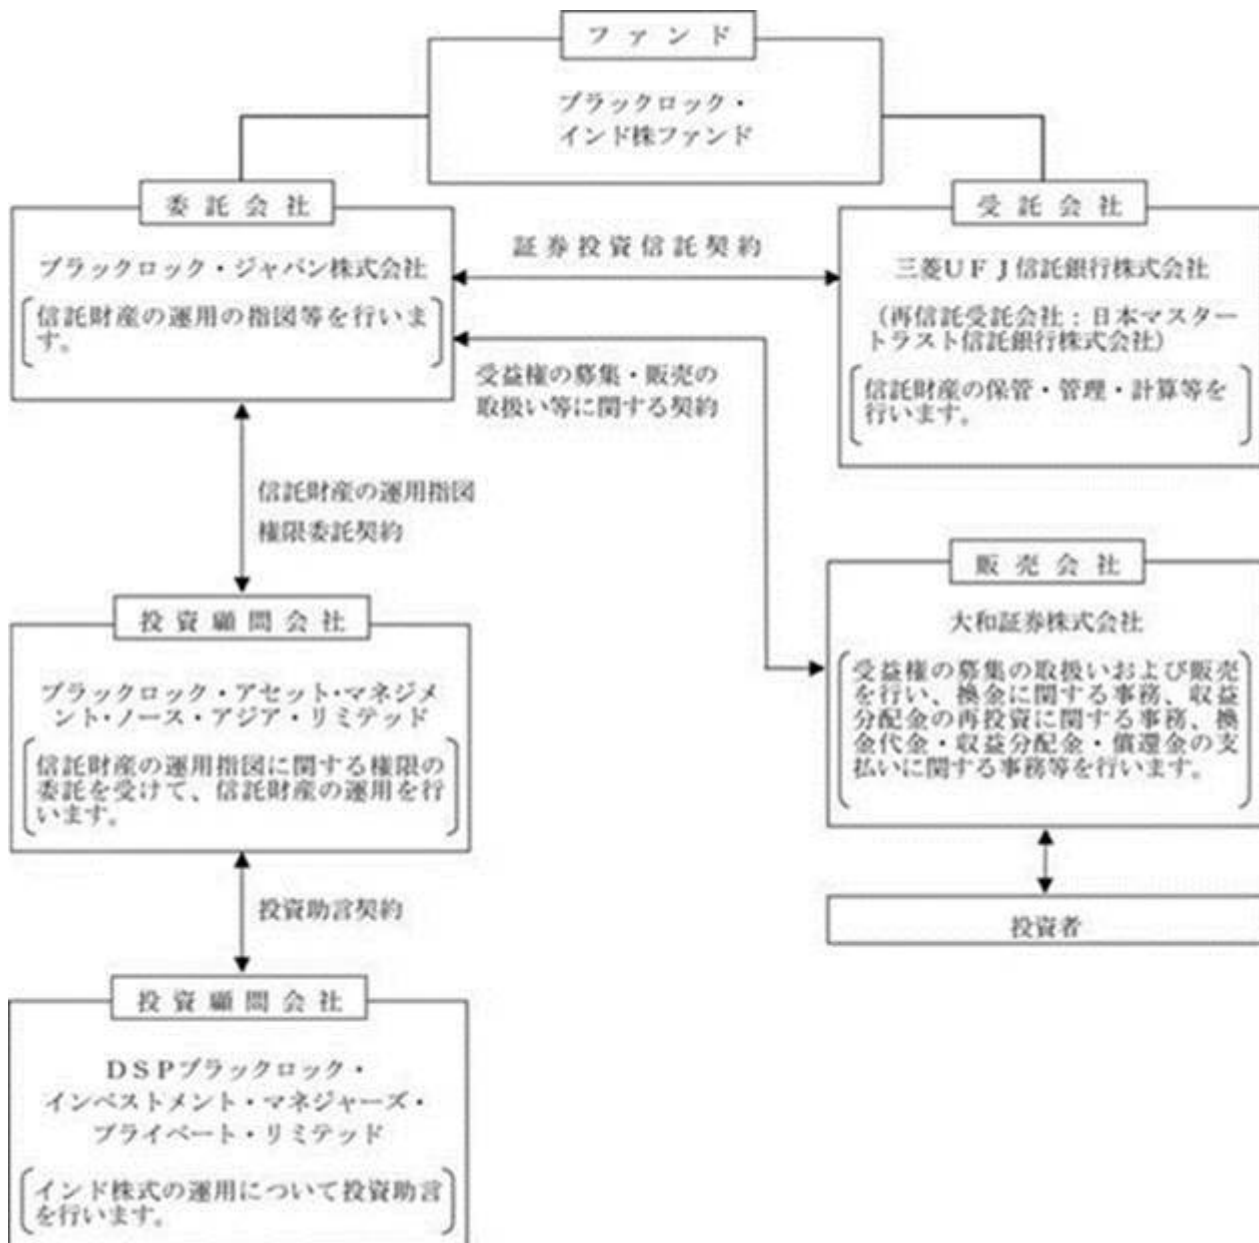 ファンド
ブラックロック・
インド株ファンド
委託会社
ブラックロック・ジャパン株式会社
信託財産の運用の指図等を行いま
す。
証券投資信託契約
受託会社
三菱UFJ信託銀行株式会社
(再信託受託会社:日本マスター
トラスト信託銀行株式会社)
信託財産の保管・管理・計算等を
行います。
受益権の募集・販売の
取扱い等に関する契約
信託財産の運用指図
権限委託契約
販売会社
大和証券株式会社
受益権の募集の取扱いおよび販売
を行い、換金に関する事務、収益
分配金の再投資に関する事務、換
金代金・収益分配金・償還金の支
払いに関する事務等を行います。
投資者
投資顧問会社
ブラックロック・アセット・マネジメ
ント・ノース・アジア・リミテッド
信託財産の運用指図に関する権限の
委託を受けて、信託財産の運用を行
います。
投資助言契約
投資顧問会社
DSPブラックロック・
インベストメント・マネジャーズ・
プライベート・リミテッド
インド株式の運用について投資助言
を行います。